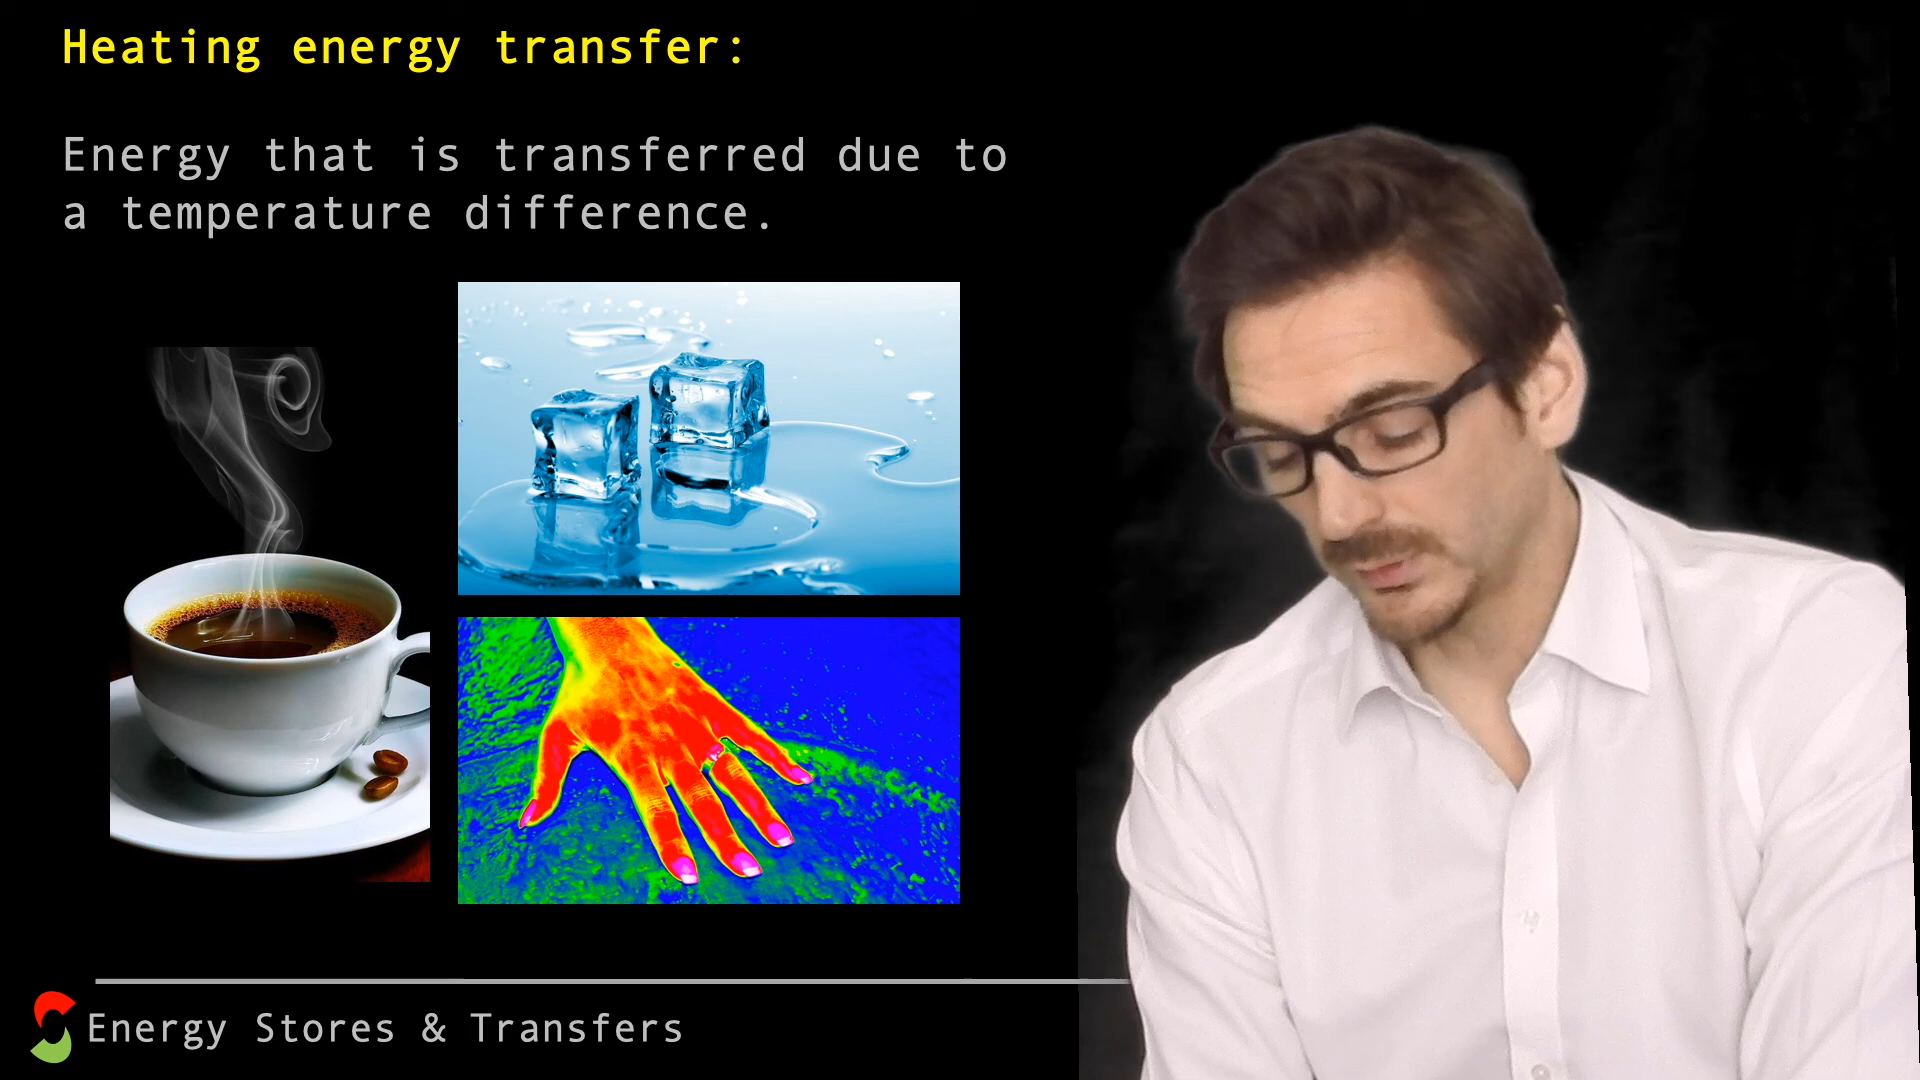 Heating energy transfer:
Energy that is transferred due to
a temperature difference.
Energy Stores & Transfers